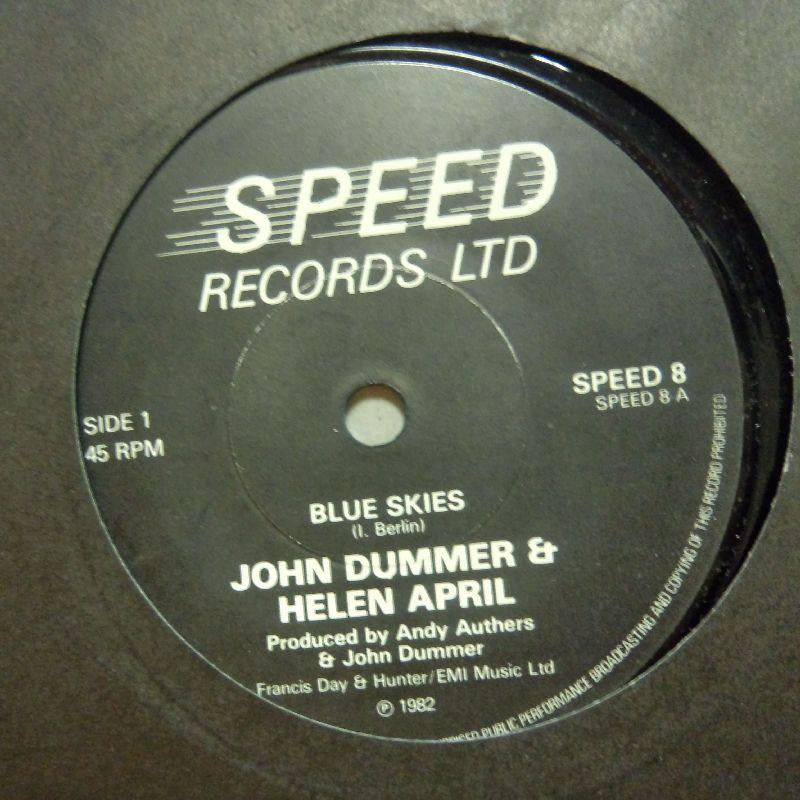 SPEED
RECORDS LTD
SPEED 8
SPEED 8 A
SIDE 1
45 RPM
BLUE SKIES
(I. Berlin)
JOHN DUMMER &
HELEN APRIL
Produced by Andy Authers
& John Dummer
Francis Day & Hunter/EMI Music Ltd
℗ 1982
PUBLIC PERFORMANCE BROADCASTING AND COPYING OF THIS RECORD PROHIBITED